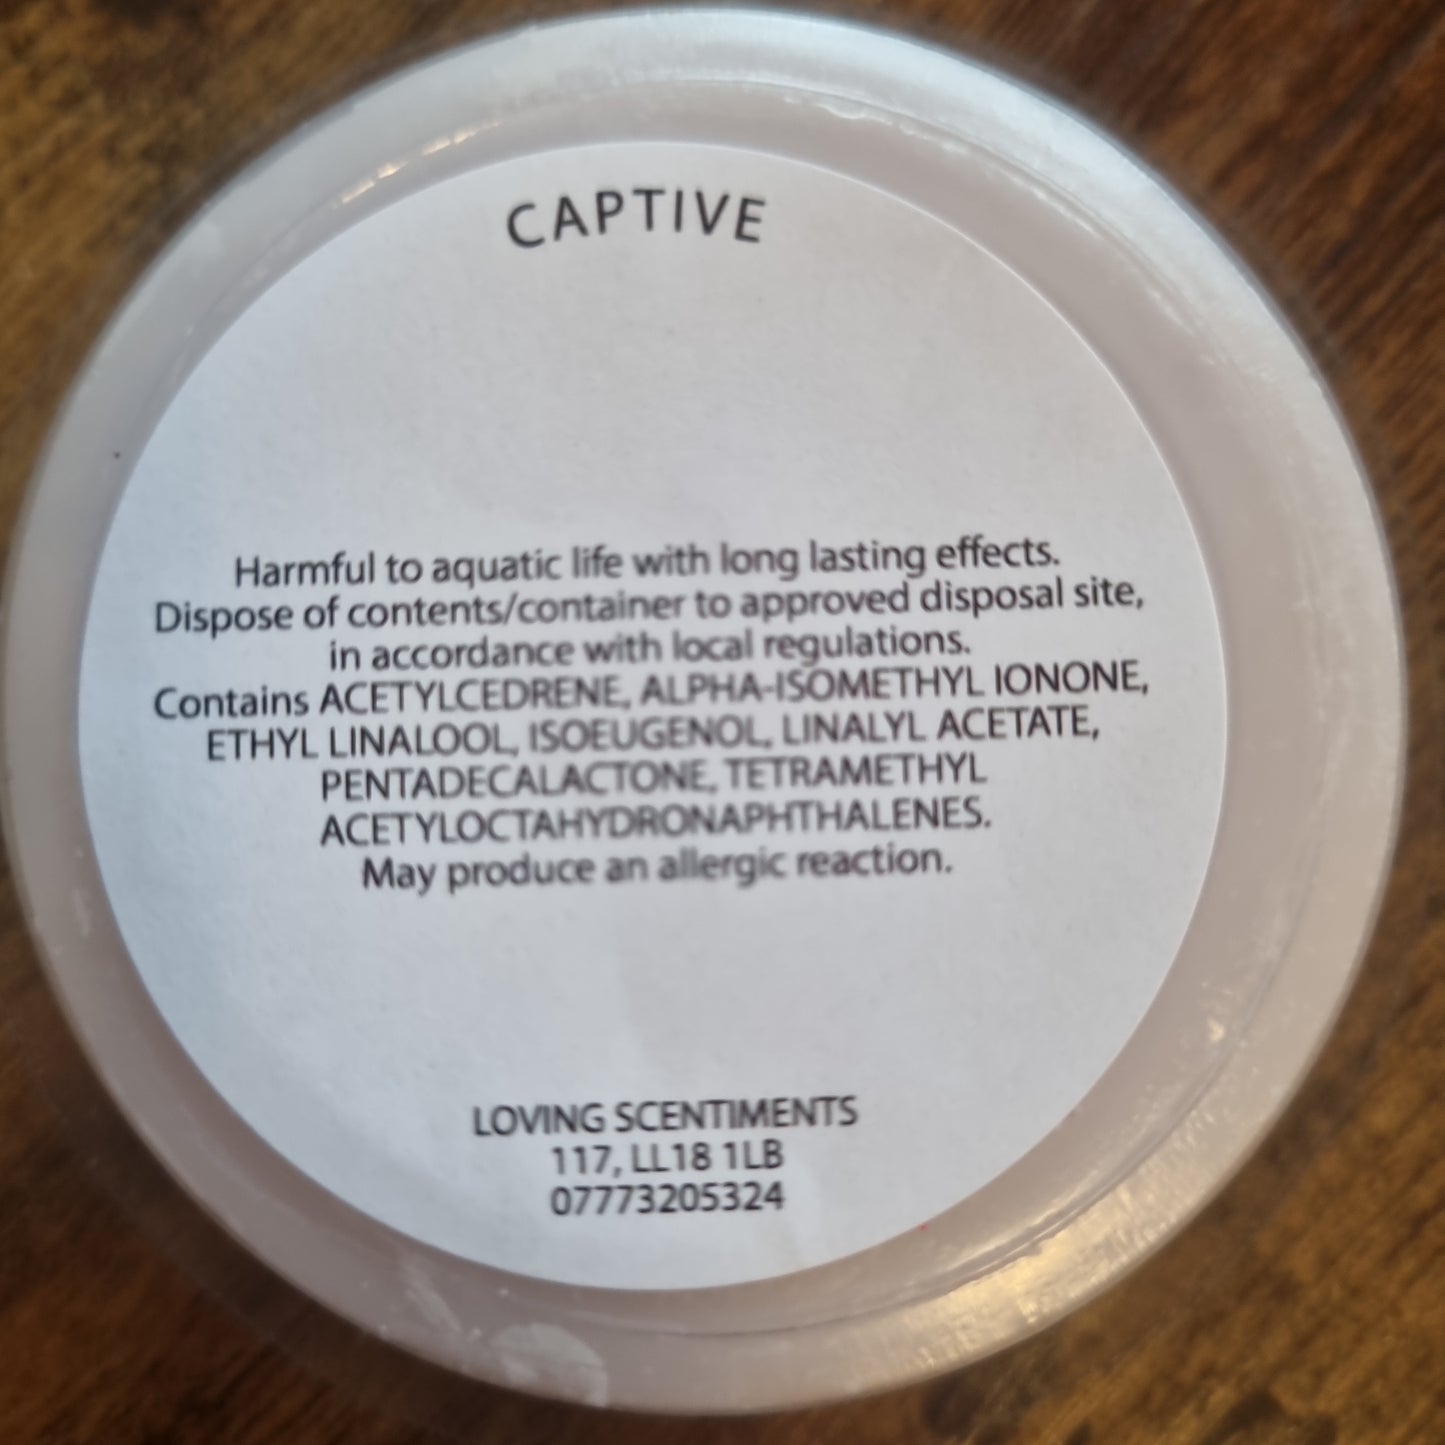 CAPTIVE
Harmful to aquatic life with long lasting effects.
Dispose of contents/container to approved disposal site,
in accordance with local regulations.
Contains ACETYLCEDRENE, ALPHA-ISOMETHYL IONONE,
ETHYL LINALOOL, ISOEUGENOL, LINALYL ACETATE,
PENTADECALACTONE, TETRAMETHYL
ACETYLOCTAHYDRONAPHTHALENES.
May produce an allergic reaction.
LOVING SCENTIMENTS
117, LL18 1LB
07773205324